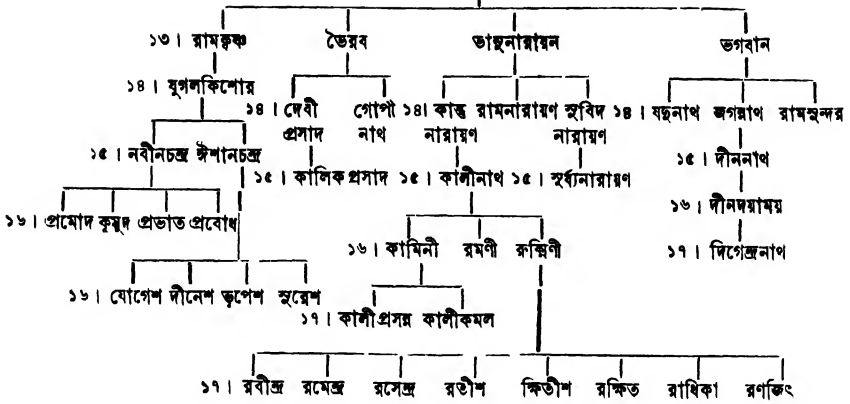 ১৩। রামকৃষ্ণ ভৈরব ভানুনারায়ন ভগবান
১৪। যুগলকিশোর
১৪। দেবী গোপী ১৪। কান্তু রামনারায়ণ সুবিদ ১৪। যদুনাথ জগন্নাথ রামসুন্দর
প্রসাদ নাথ নারায়ণ নারায়ণ
১৫। নবীনচন্দ্র ঈশানচন্দ্র
১৫। দীননাথ
১৫। কালিক প্রসাদ ১৫। কালীনাথ ১৫। সূর্য্যনারায়ণ
১৬। দীনদয়াময়
১৬। প্রমোদ কুমুদ প্রভাত প্রবোধ
১৬। কামিনী রমণী রুক্মিণী
১৭। দিগেন্দ্রনাথ
১৬। যোগেশ দীনেশ ভূপেশ সুরেশ
১৭। কালীপ্রসন্ন কালীকমল
১৭। রবীন্দ্র রমেন্দ্র রসেন্দ্র রতীশ ক্ষিতীশ রক্ষিত রাধিকা রণজিৎ